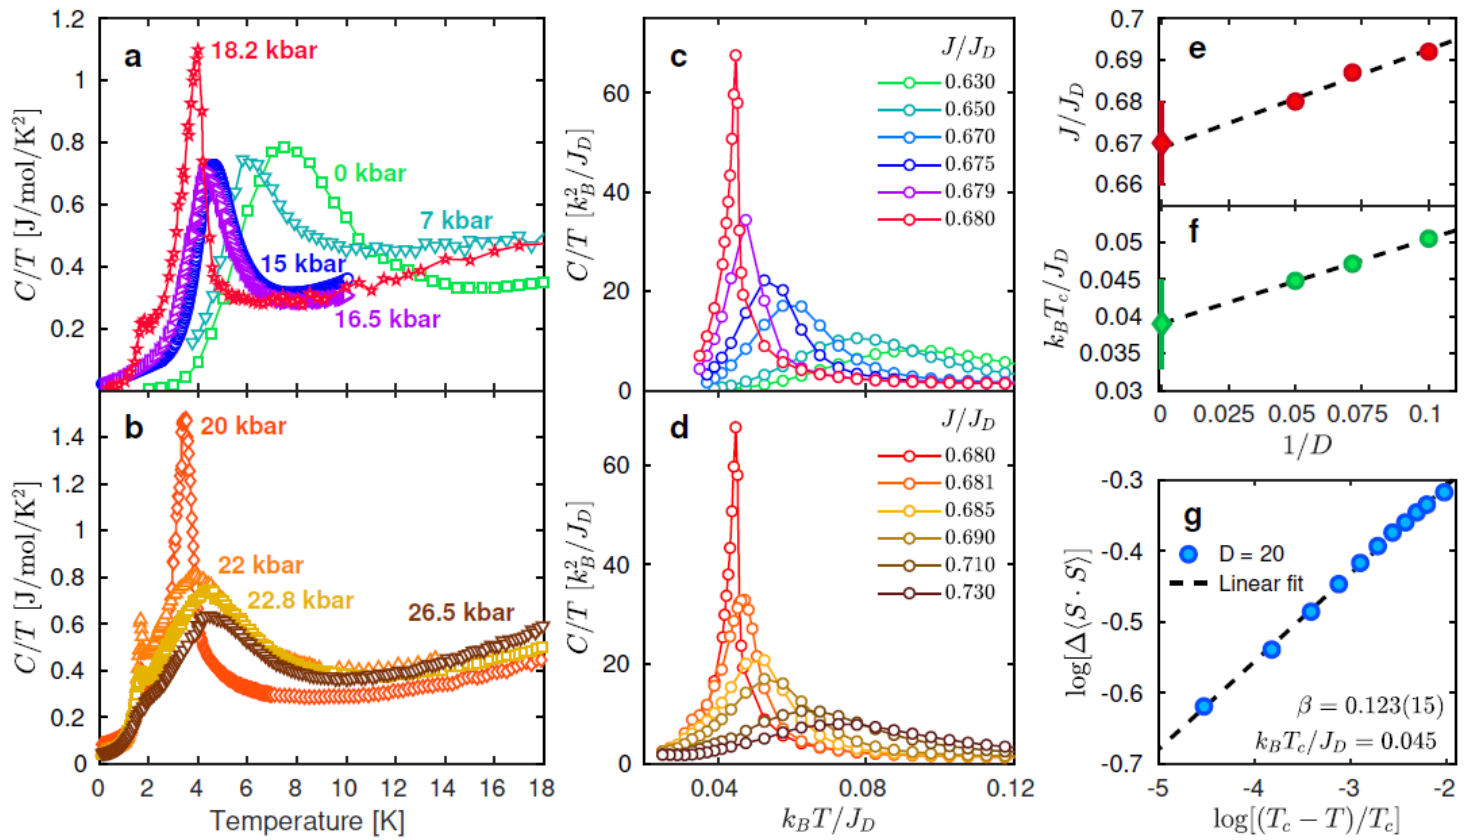 a
18.2 kbar
0 kbar
7 kbar
15 kbar
16.5 kbar
C/T [J/mol/K²]
1.2
1
0.8
0.6
0.4
0.2
b
20 kbar
22 kbar
22.8 kbar
26.5 kbar
C/T [J/mol/K²]
1.4
1.2
1
0.8
0.6
0.4
0.2
0
0 2 4 6 8 10 12 14 16 18
Temperature [K]
c
J/J_D
0.630
0.650
0.670
0.675
0.679
0.680
C/T [k_B²/J_D]
60
40
20
0
d
J/J_D
0.680
0.681
0.685
0.690
0.710
0.730
C/T [k_B²/J_D]
60
40
20
0
0.04 0.08 0.12
k_BT/J_D
e
J/J_D
0.7
0.69
0.68
0.67
0.66
f
k_BT_c/J_D
0.05
0.045
0.04
0.035
0.03
0 0.025 0.05 0.075 0.1
1/D
g
D = 20
Linear fit
β = 0.123(15)
k_BT_c/J_D = 0.045
log[Δ⟨S · S⟩]
-0.3
-0.4
-0.5
-0.6
-0.7
-5 -4 -3 -2
log[(T_c − T)/T_c]